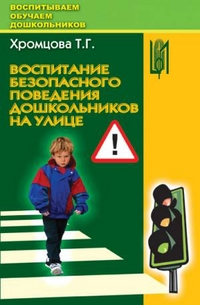 ВОСПИТЫВАЕМ
ОБУЧАЕМ
ДОШКОЛЬНИКОВ
Хромцова Т.Г.
ВОСПИТАНИЕ
БЕЗОПАСНОГО
ПОВЕДЕНИЯ
ДОШКОЛЬНИКОВ
НА УЛИЦЕ
!